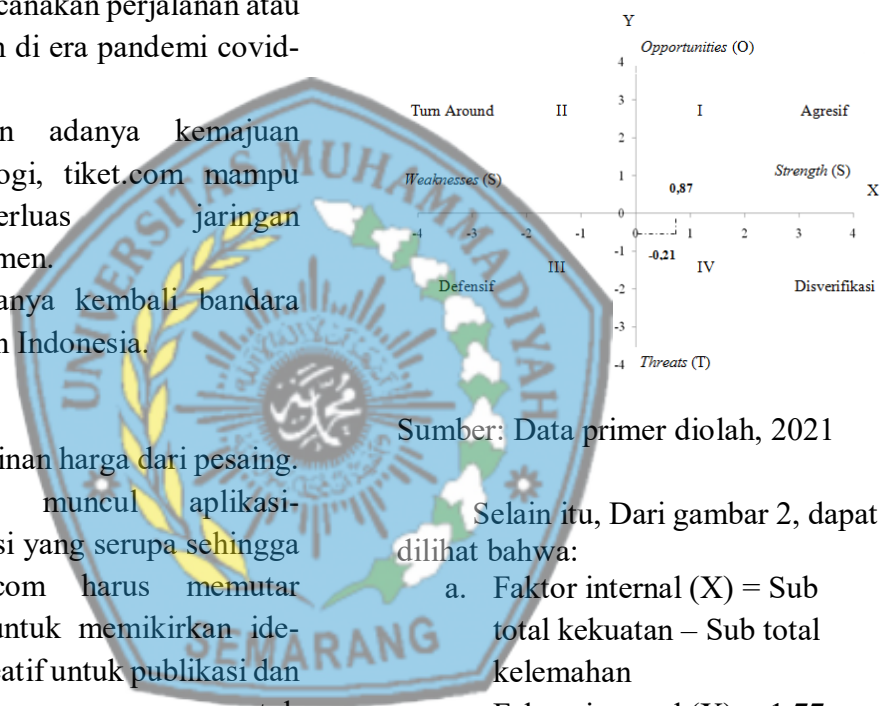 canakan perjalanan atau
n di era pandemi covid-
n adanya kemajuan
ogi, tiket.com mampu
erluas jaringan
men.
anya kembali bandara
n Indonesia.
inan harga dari pesaing.
muncul aplikasi-
si yang serupa sehingga
com harus memutar
untuk memikirkan ide-
eatif untuk publikasi dan
UNIVERSITAS MUHAMMADIYAH
SEMARANG
Y
Opportunities (O)
4
3
Turn Around II I Agresif
2
1
Weaknesses (S) Strength (S)
0,87
X
0
-4 -3 -2 -1 0 1 2 3 4
-1
-0.21
III IV
Defensif Disverifikasi
-2
-3
-4 Threats (T)
Sumber: Data primer diolah, 2021
Selain itu, Dari gambar 2, dapat
dilihat bahwa:
a. Faktor internal (X) = Sub
total kekuatan – Sub total
kelemahan